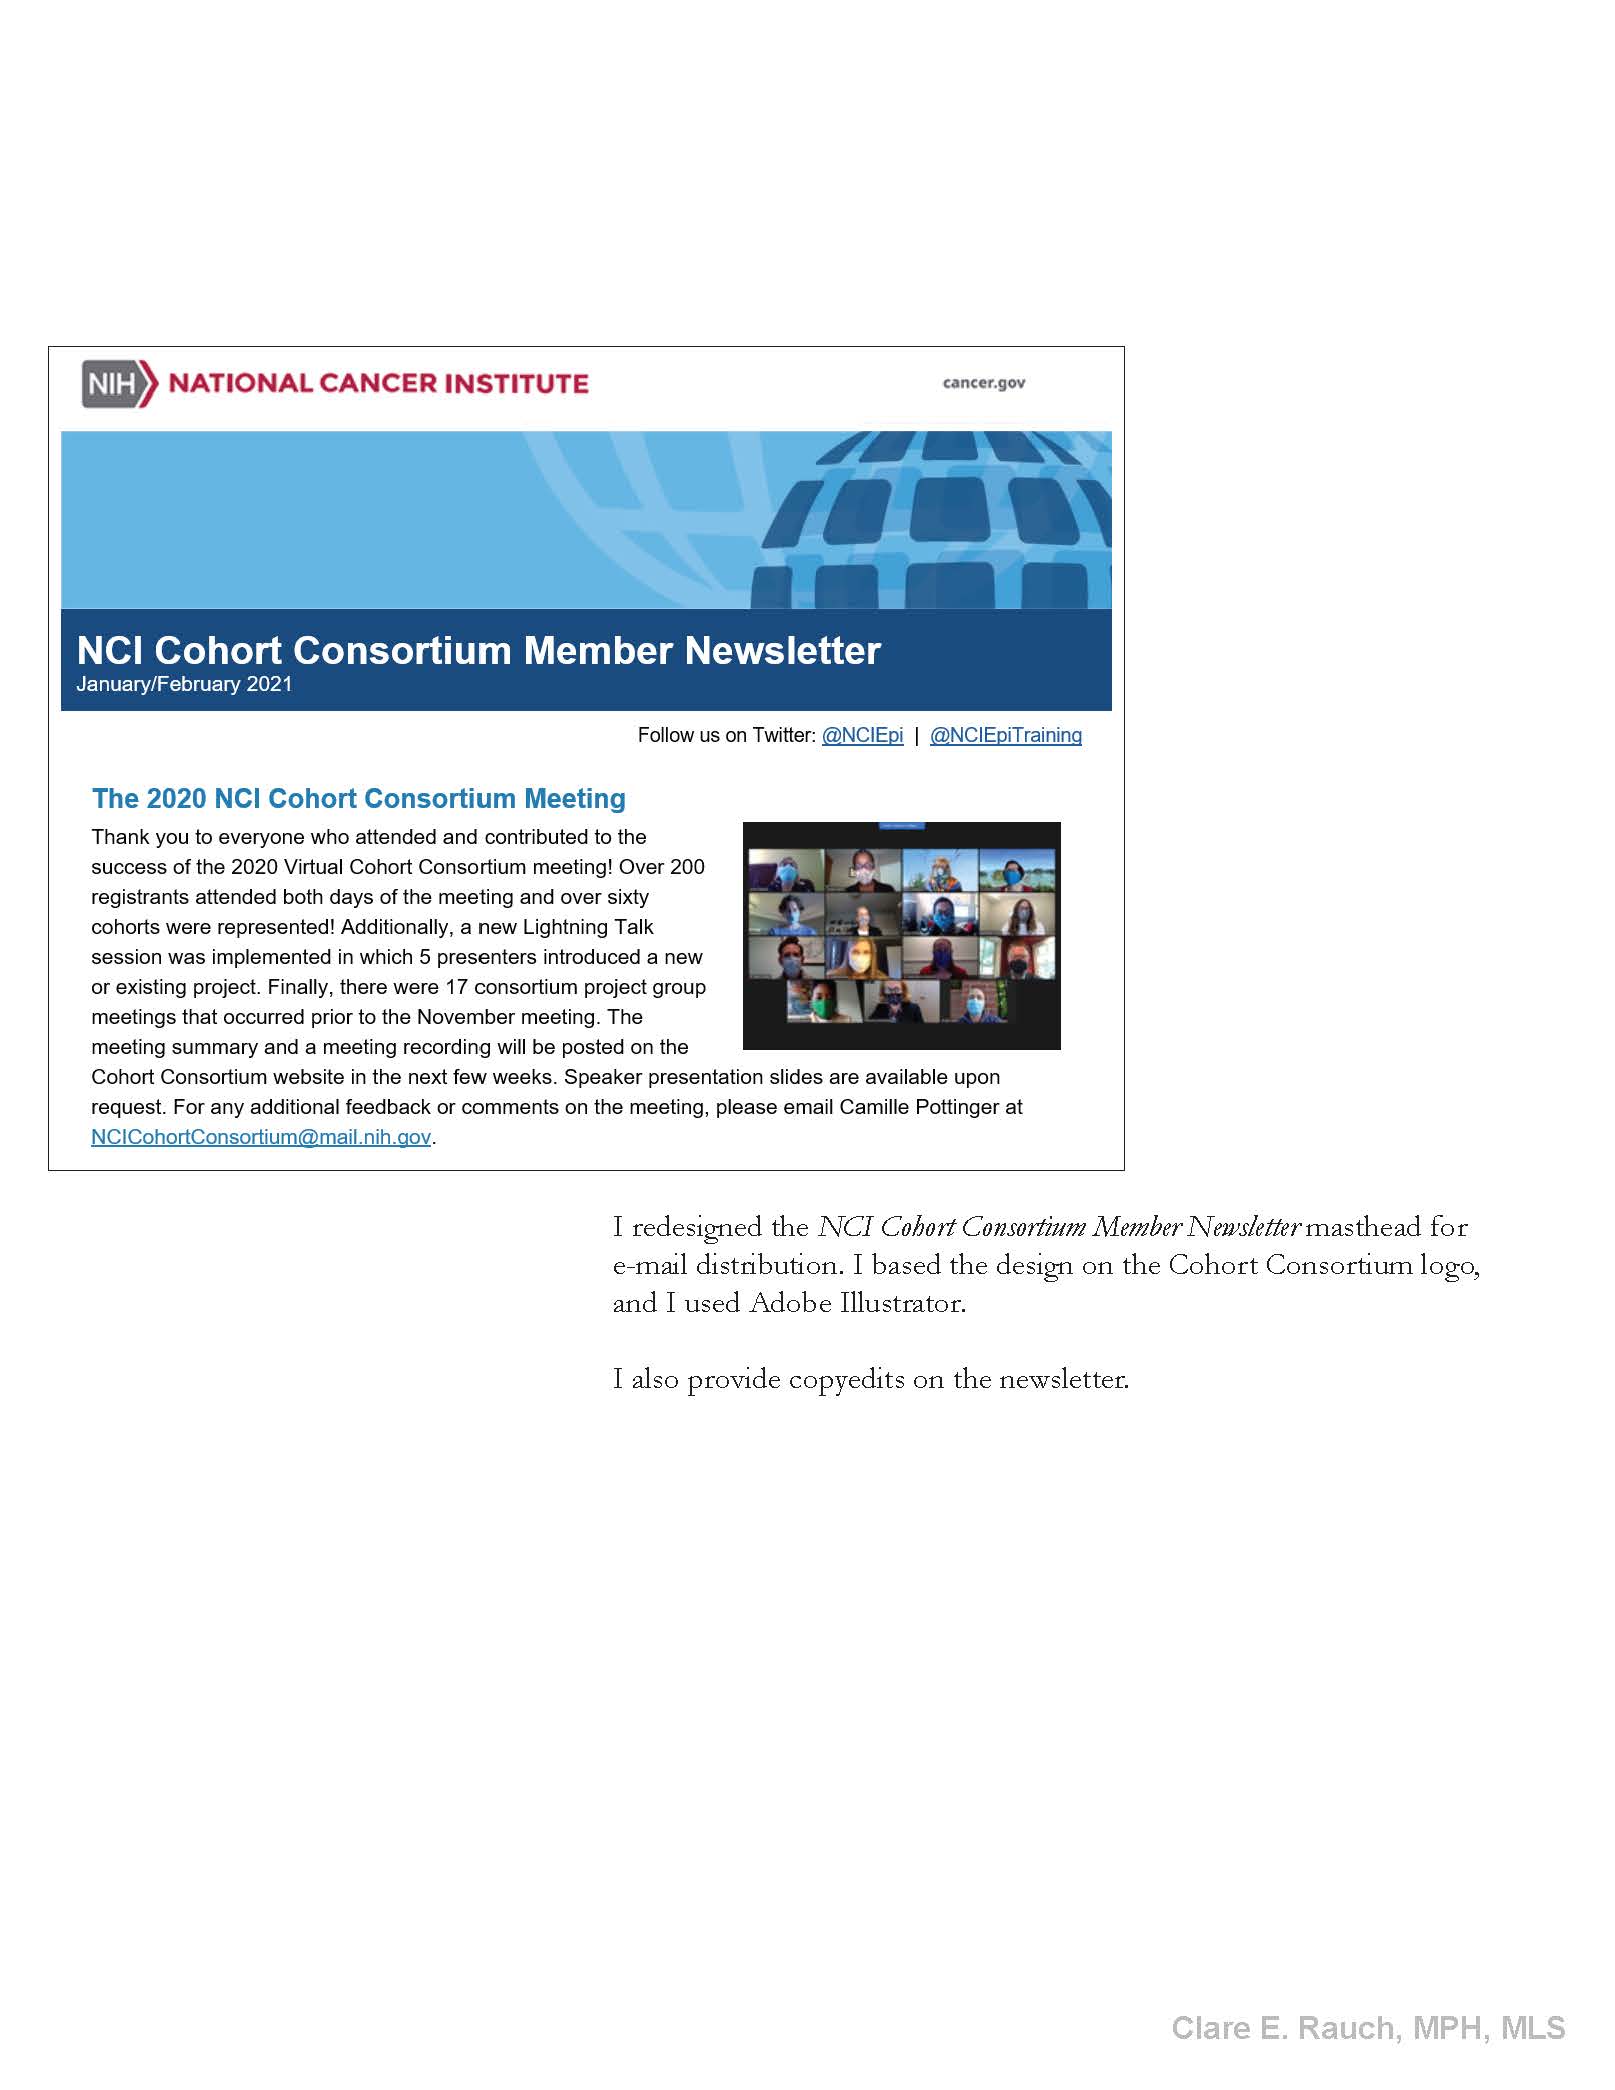 NIH NATIONAL CANCER INSTITUTE
cancer.gov
NCI Cohort Consortium Member Newsletter
January/February 2021
Follow us on Twitter: @NCIEpi | @NCIEpiTraining
The 2020 NCI Cohort Consortium Meeting
Thank you to everyone who attended and contributed to the
success of the 2020 Virtual Cohort Consortium meeting! Over 200
registrants attended both days of the meeting and over sixty
cohorts were represented! Additionally, a new Lightning Talk
session was implemented in which 5 presenters introduced a new
or existing project. Finally, there were 17 consortium project group
meetings that occurred prior to the November meeting. The
meeting summary and a meeting recording will be posted on the
Cohort Consortium website in the next few weeks. Speaker presentation slides are available upon
request. For any additional feedback or comments on the meeting, please email Camille Pottinger at
NCICohortConsortium@mail.nih.gov.
I redesigned the NCI Cohort Consortium Member Newsletter masthead for
e-mail distribution. I based the design on the Cohort Consortium logo,
and I used Adobe Illustrator.
I also provide copyedits on the newsletter.
Clare E. Rauch, MPH, MLS